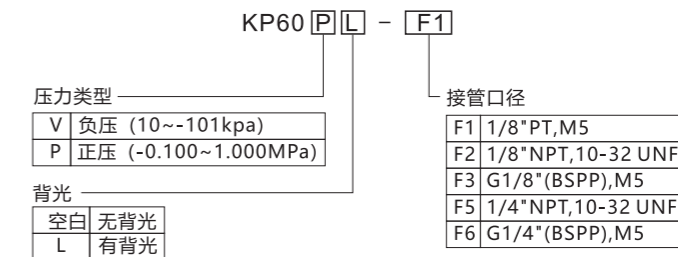 KP60 P L - F1
压力类型
V 负压 (10~-101kpa)
P 正压 (-0.100~1.000MPa)
背光
空白 无背光
L 有背光
接管口径
F1 1/8"PT,M5
F2 1/8"NPT,10-32 UNF
F3 G1/8"(BSPP),M5
F5 1/4"NPT,10-32 UNF
F6 G1/4"(BSPP),M5